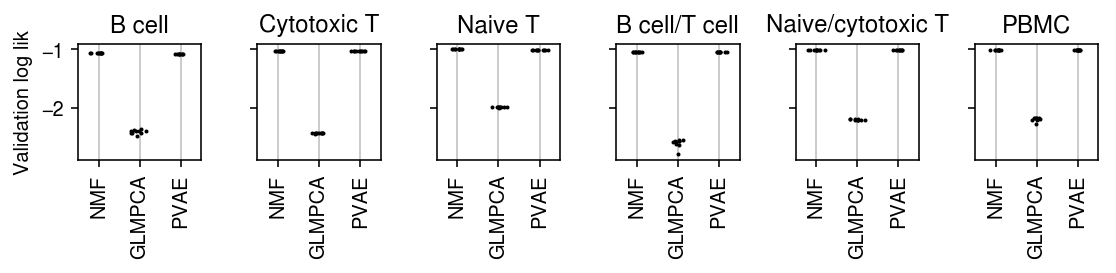 B cell
Cytotoxic T
Naive T
B cell/T cell
Naive/cytotoxic T
PBMC
Validation log lik
−1
−2
NMF
GLMPCA
PVAE
NMF
GLMPCA
PVAE
NMF
GLMPCA
PVAE
NMF
GLMPCA
PVAE
NMF
GLMPCA
PVAE
NMF
GLMPCA
PVAE